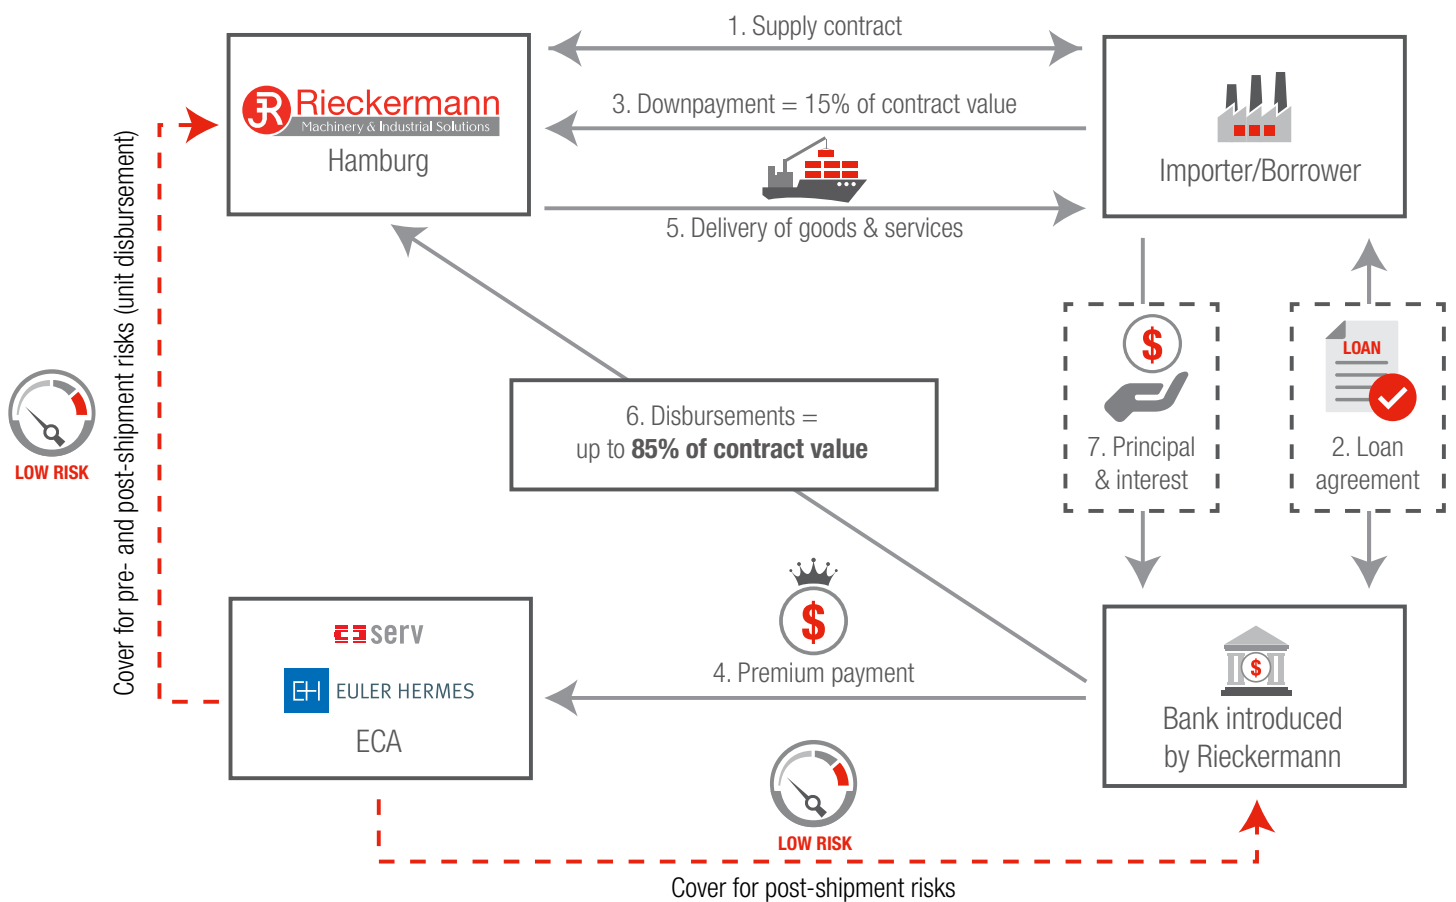 1. Supply contract
JR Rieckermann
Machinery & Industrial Solutions
Hamburg
3. Downpayment = 15% of contract value
Importer/Borrower
5. Delivery of goods & services
Cover for pre- and post-shipment risks (unit disbursement)
LOW RISK
6. Disbursements =
up to 85% of contract value
$
7. Principal
& interest
LOAN
2. Loan
agreement
serv
EH EULER HERMES
ECA
$
4. Premium payment
$
Bank introduced
by Rieckermann
LOW RISK
Cover for post-shipment risks